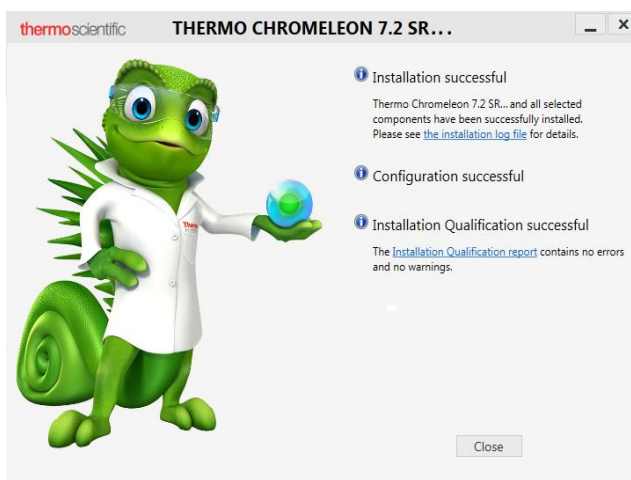 thermoscientific
THERMO CHROMELEON 7.2 SR...
Installation successful
Thermo Chromeleon 7.2 SR... and all selected
components have been successfully installed.
Please see the installation log file for details.
Configuration successful
Installation Qualification successful
The Installation Qualification report contains no errors
and no warnings.
Close